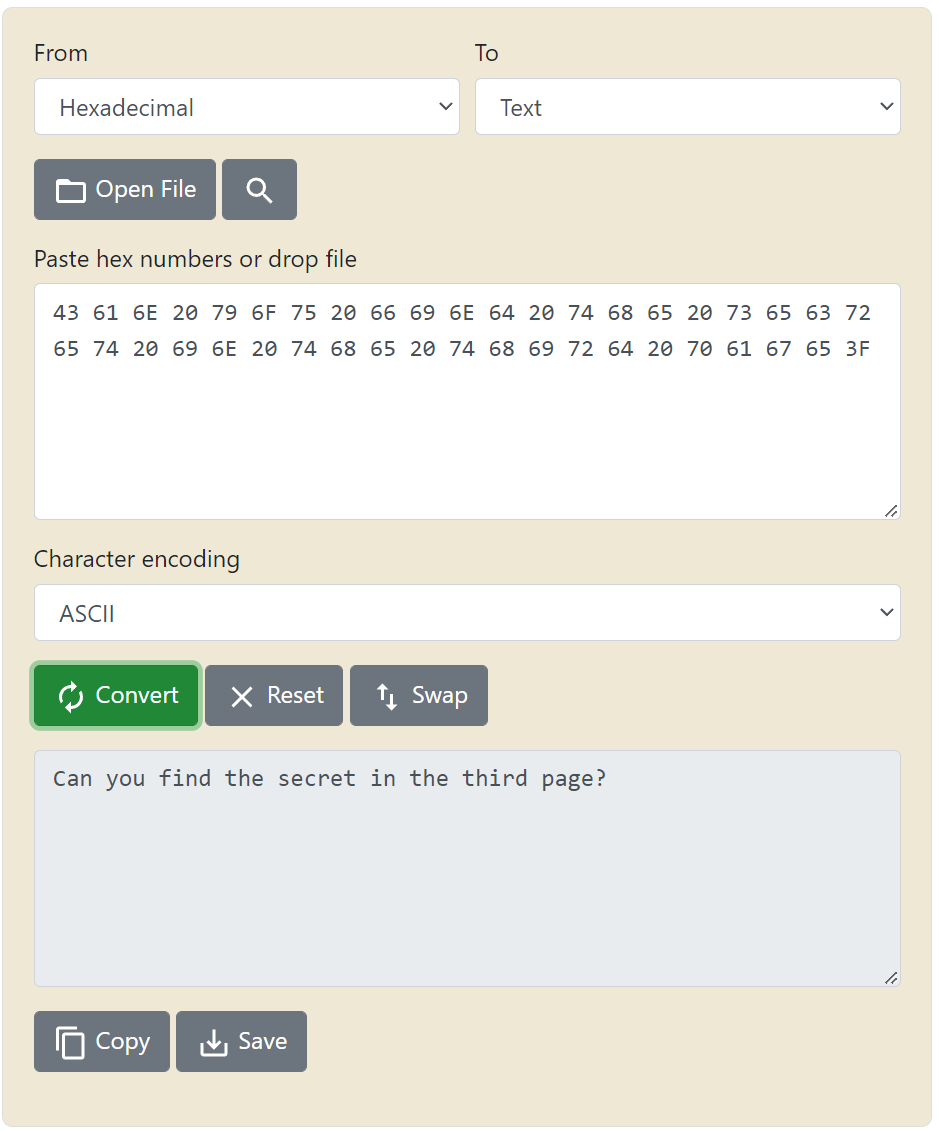 From
To
Hexadecimal
Text
Open File
Paste hex numbers or drop file
43 61 6E 20 79 6F 75 20 66 69 6E 64 20 74 68 65 20 73 65 63 72
65 74 20 69 6E 20 74 68 65 20 74 68 69 72 64 20 70 61 67 65 3F
Character encoding
ASCII
Convert
Reset
Swap
Can you find the secret in the third page?
Copy
Save